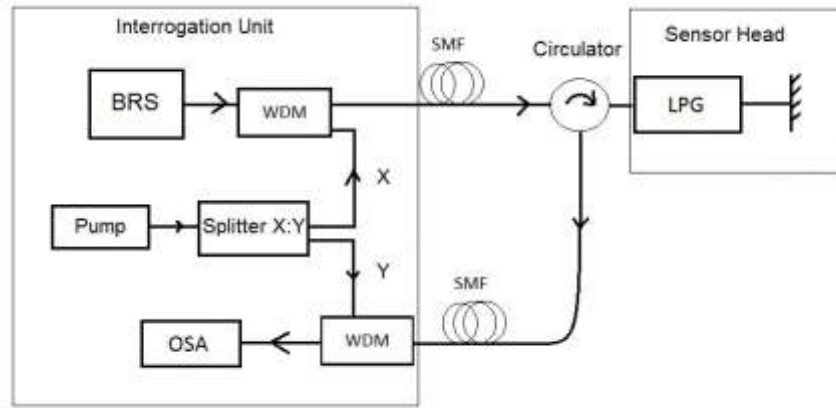 Interrogation Unit
SMF
Circulator
Sensor Head
BRS
WDM
LPG
X
Pump
Splitter X:Y
Y
SMF
OSA
WDM